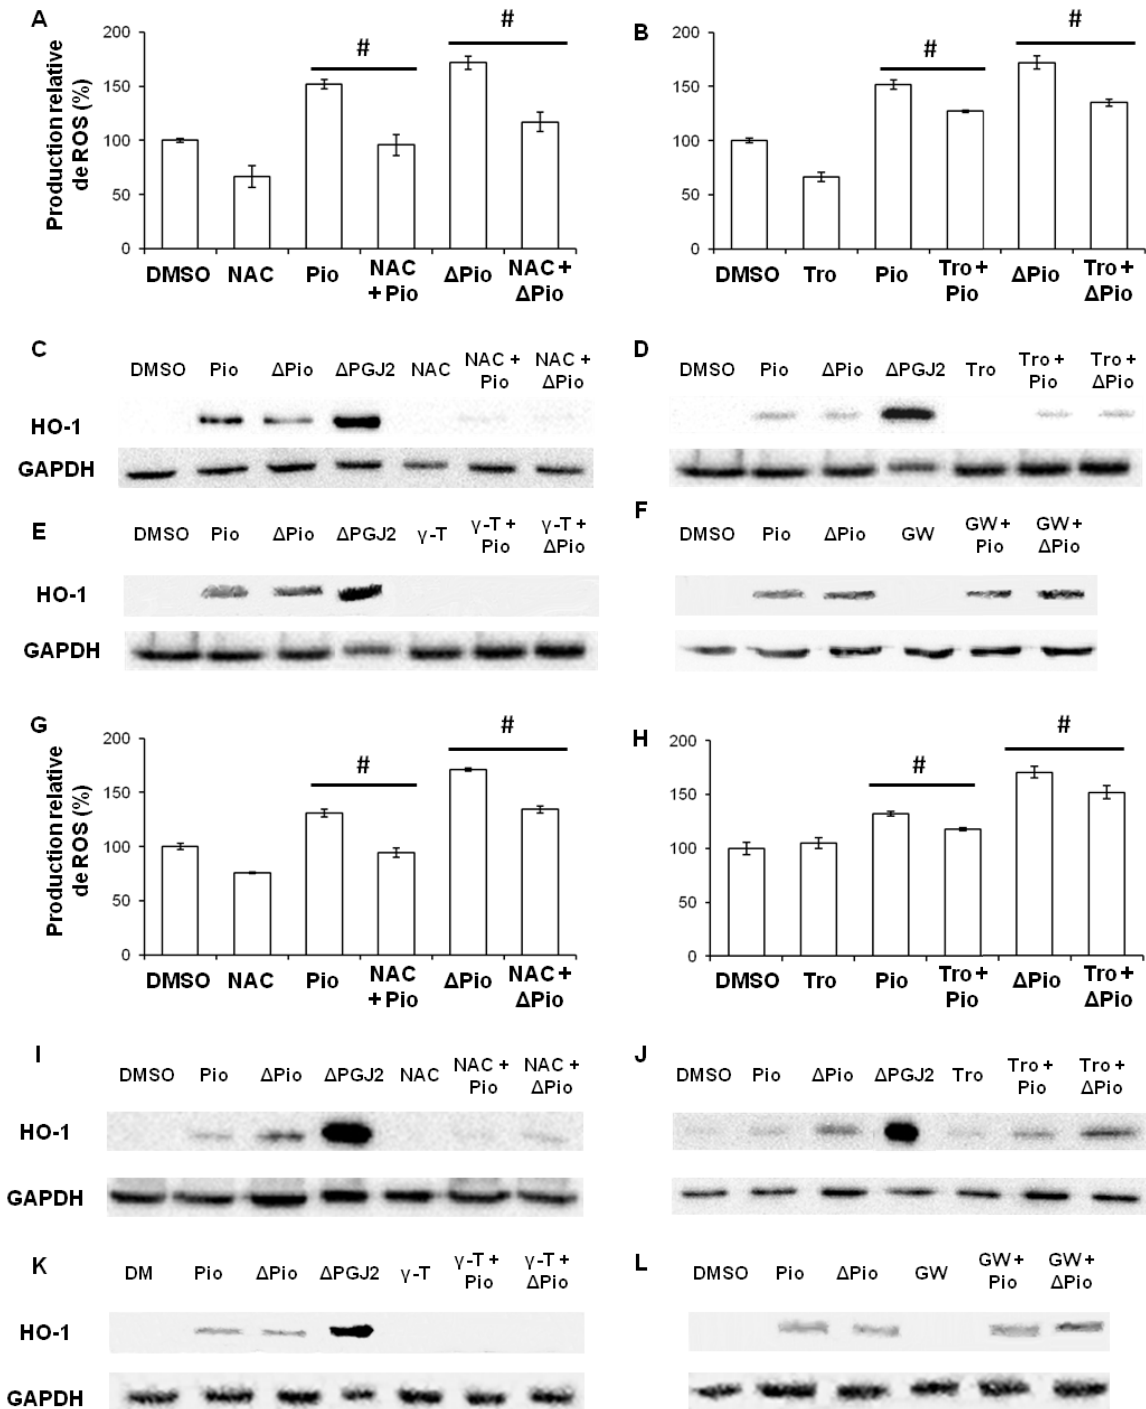 A
Production relative
de ROS (%)
200
150
100
50
0
#
#
DMSO NAC Pio NAC ΔPio NAC +
+ Pio ΔPio
B
200
150
100
50
0
#
#
DMSO Tro Pio Tro + ΔPio Tro +
Pio ΔPio
C
DMSO Pio ΔPio ΔPGJ2 NAC NAC + NAC +
Pio ΔPio
HO-1
GAPDH
D
DMSO Pio ΔPio ΔPGJ2 Tro Tro + Tro +
Pio ΔPio
E
DMSO Pio ΔPio ΔPGJ2 γ-T γ-T + γ-T +
Pio ΔPio
HO-1
GAPDH
F
DMSO Pio ΔPio GW GW + GW +
Pio ΔPio
G
Production relative
de ROS (%)
200
150
100
50
0
#
#
DMSO NAC Pio NAC ΔPio NAC +
+ Pio ΔPio
H
200
150
100
50
0
#
#
DMSO Tro Pio Tro + ΔPio Tro +
Pio ΔPio
I
DMSO Pio ΔPio ΔPGJ2 NAC NAC + NAC +
Pio ΔPio
HO-1
GAPDH
J
DMSO Pio ΔPio ΔPGJ2 Tro Tro + Tro +
Pio ΔPio
K
DM Pio ΔPio ΔPGJ2 γ-T γ-T + γ-T +
Pio ΔPio
HO-1
GAPDH
L
DMSO Pio ΔPio GW GW + GW +
Pio ΔPio